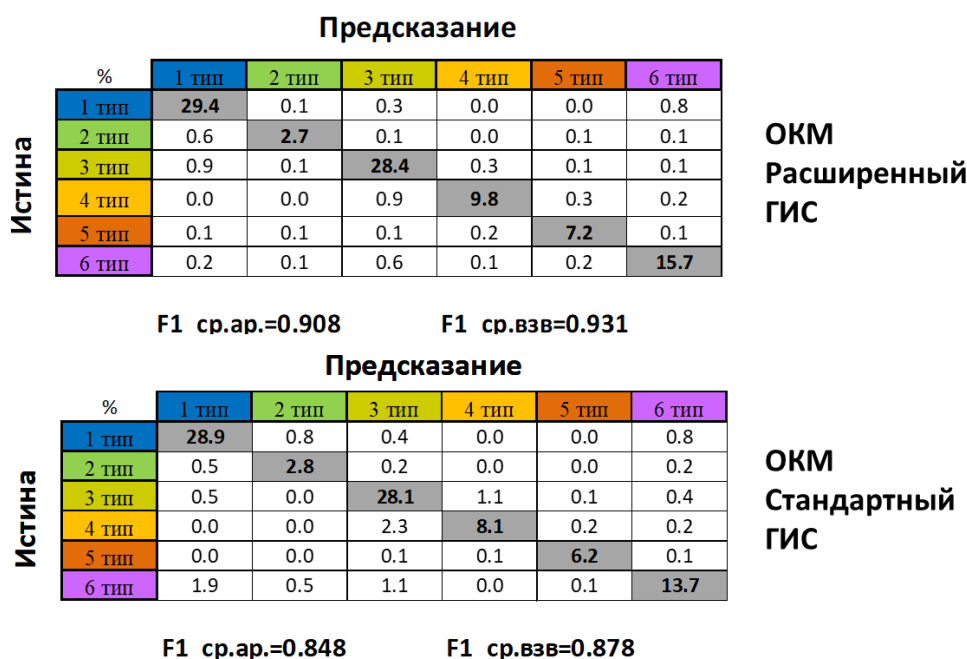 Предсказание
% 1 тип 2 тип 3 тип 4 тип 5 тип 6 тип
1 тип 29.4 0.1 0.3 0.0 0.0 0.8
2 тип 0.6 2.7 0.1 0.0 0.1 0.1
3 тип 0.9 0.1 28.4 0.3 0.1 0.1
4 тип 0.0 0.0 0.9 9.8 0.3 0.2
5 тип 0.1 0.1 0.1 0.2 7.2 0.1
6 тип 0.2 0.1 0.6 0.1 0.2 15.7
Истина
ОКМ
Расширенный
ГИС
F1 ср.ар.=0.908 F1 ср.взв=0.931
Предсказание
% 1 тип 2 тип 3 тип 4 тип 5 тип 6 тип
1 тип 28.9 0.8 0.4 0.0 0.0 0.8
2 тип 0.5 2.8 0.2 0.0 0.0 0.2
3 тип 0.5 0.0 28.1 1.1 0.1 0.4
4 тип 0.0 0.0 2.3 8.1 0.2 0.2
5 тип 0.0 0.0 0.1 0.1 6.2 0.1
6 тип 1.9 0.5 1.1 0.0 0.1 13.7
Истина
ОКМ
Стандартный
ГИС
F1 ср.ар.=0.848 F1 ср.взв=0.878